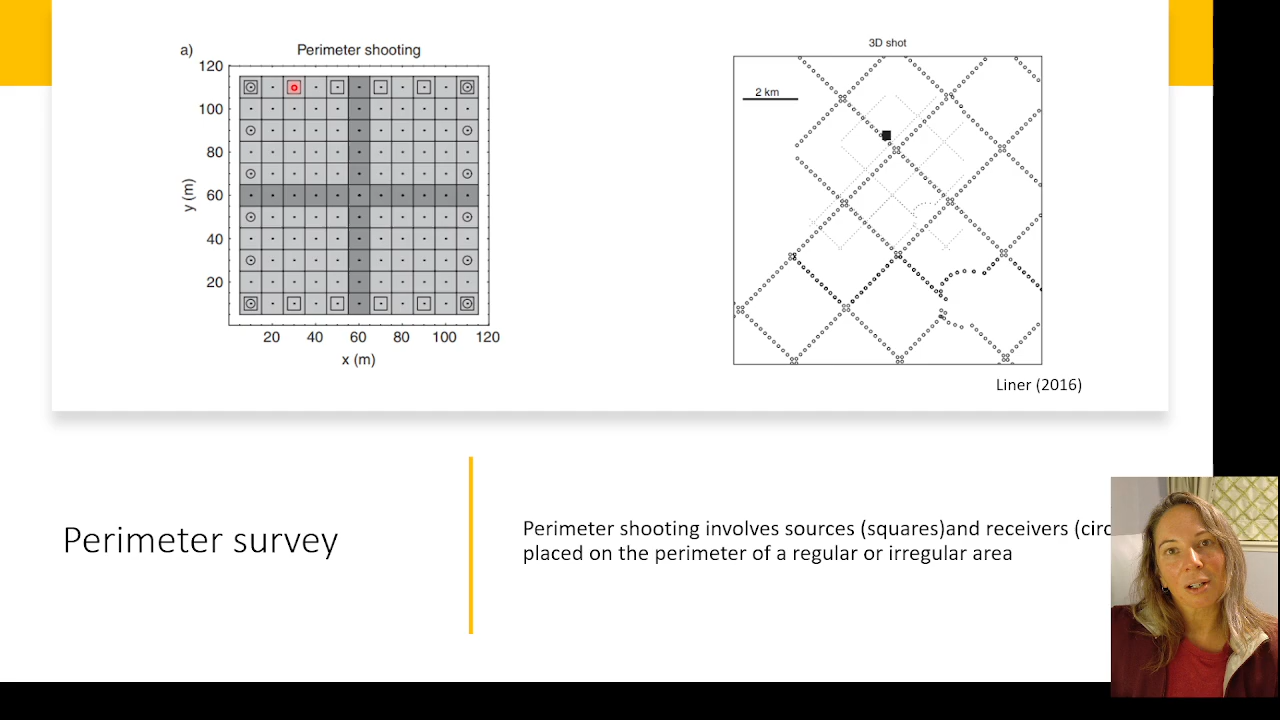 a)
Perimeter shooting
120
100
80
60
40
20
y (m)
20 40 60 80 100 120
x (m)
3D shot
2 km
Liner (2016)
Perimeter survey
Perimeter shooting involves sources (squares)and receivers
placed on the perimeter of a regular or irregular area